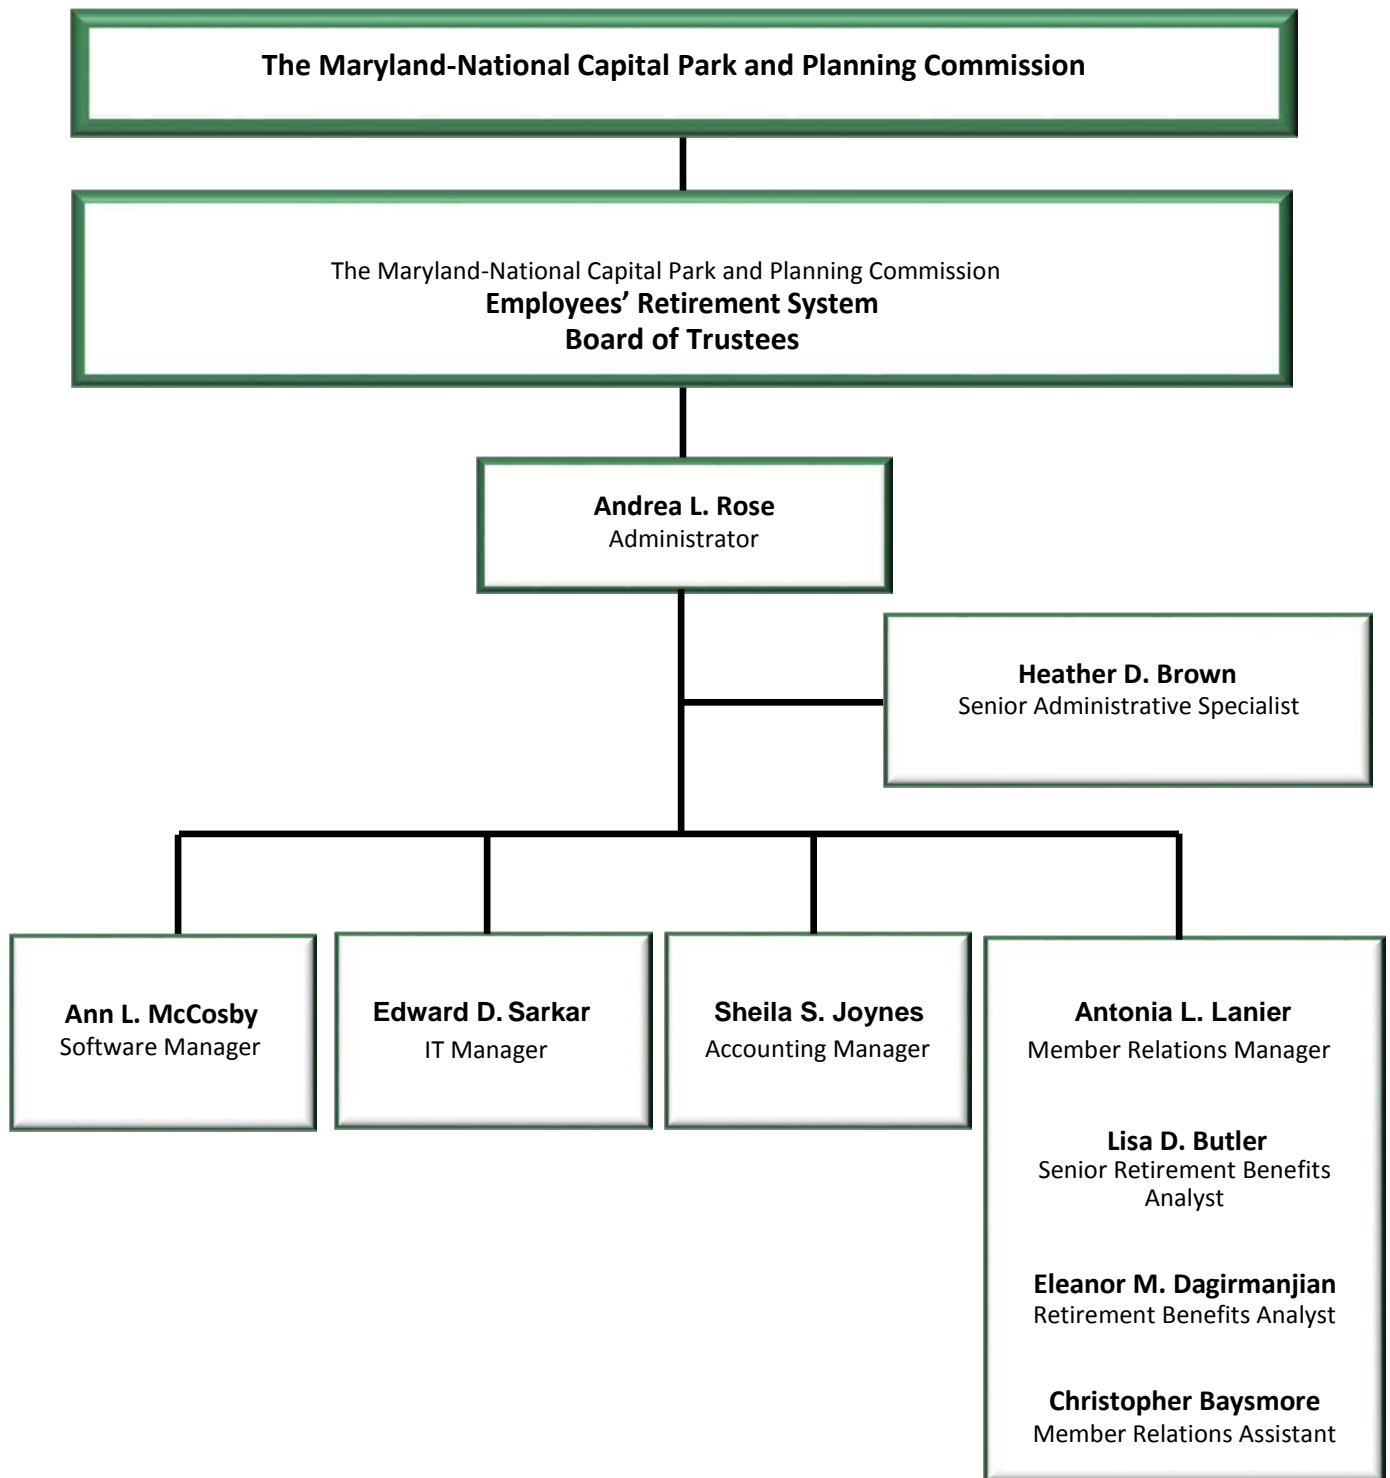 The Maryland-National Capital Park and Planning Commission
The Maryland-National Capital Park and Planning Commission
Employees’ Retirement System
Board of Trustees
Andrea L. Rose
Administrator
Heather D. Brown
Senior Administrative Specialist
Ann L. McCosby
Software Manager
Edward D. Sarkar
IT Manager
Sheila S. Joynes
Accounting Manager
Antonia L. Lanier
Member Relations Manager
Lisa D. Butler
Senior Retirement Benefits
Analyst
Eleanor M. Dagirmanjian
Retirement Benefits Analyst
Christopher Baysmore
Member Relations Assistant